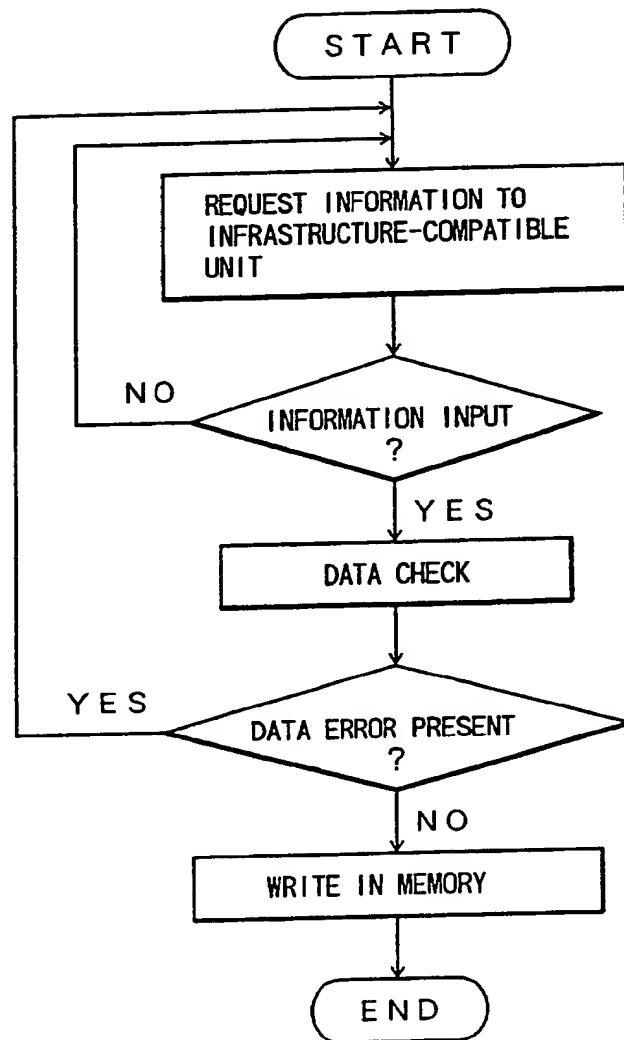 START
REQUEST INFORMATION TO
INFRASTRUCTURE-COMPATIBLE
UNIT
NO
INFORMATION INPUT
?
YES
DATA CHECK
YES
DATA ERROR PRESENT
?
NO
WRITE IN MEMORY
END